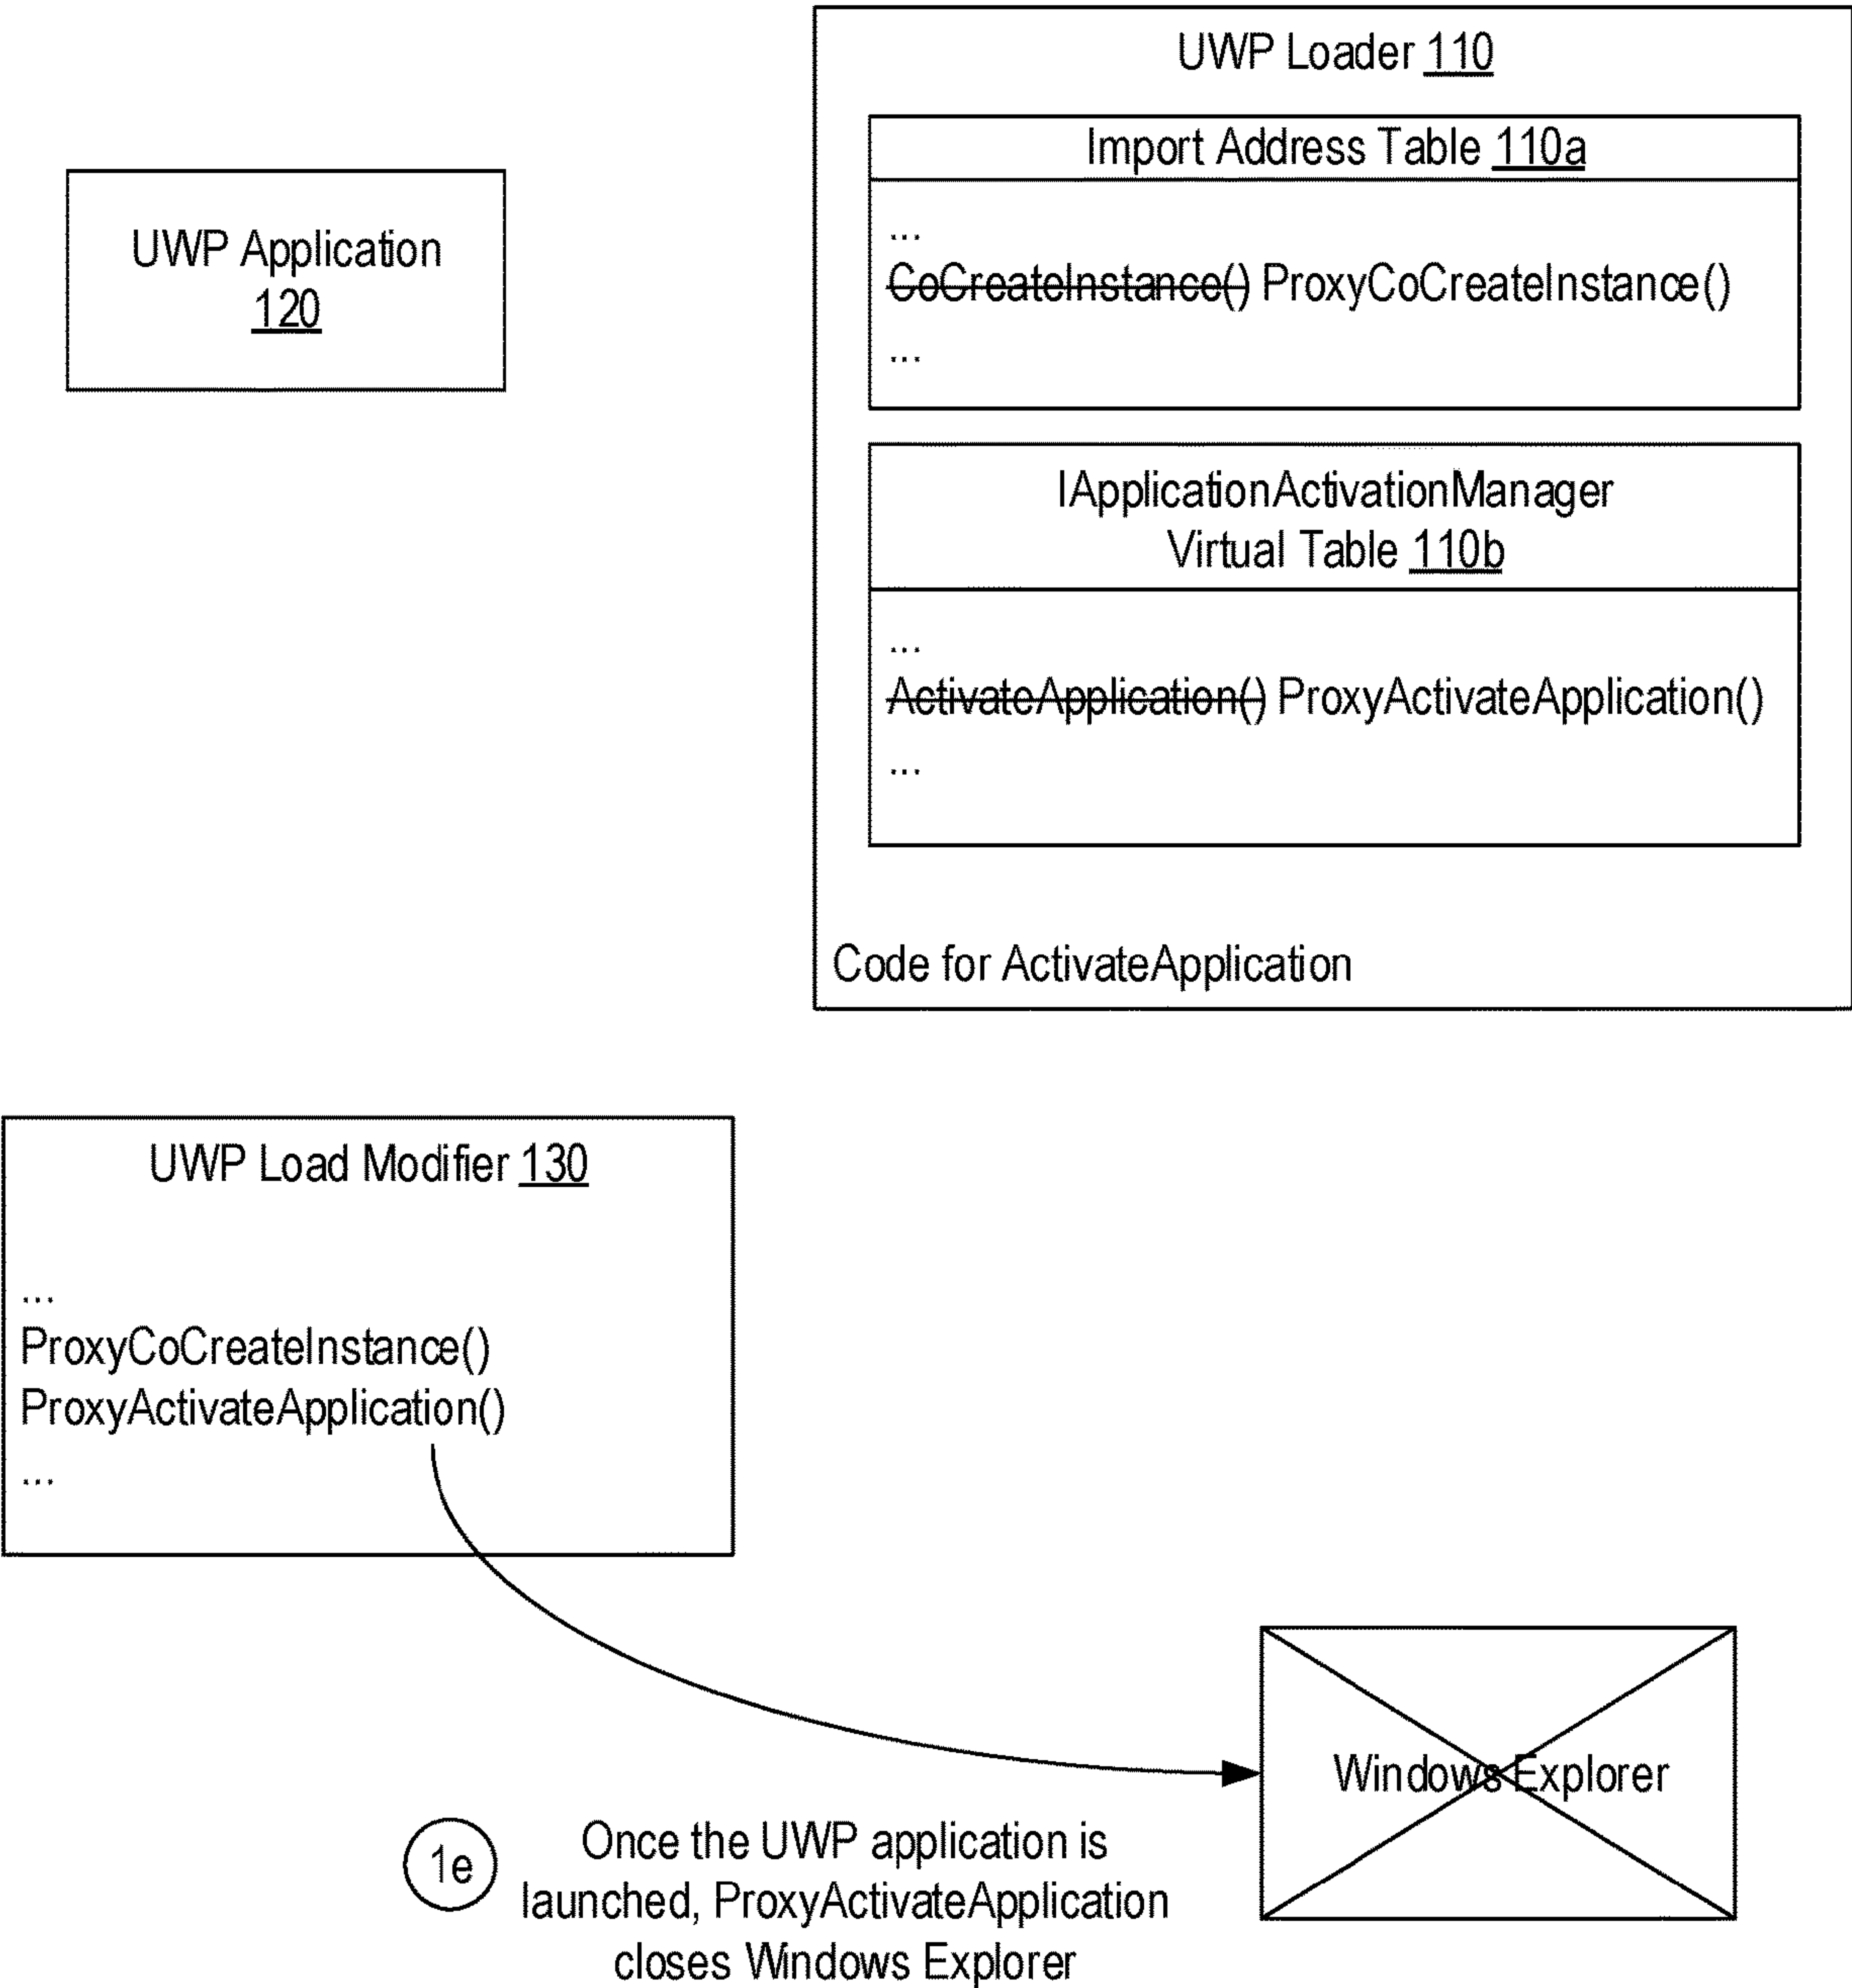 UWP Loader 110
Import Address Table 110a
...
CoCreateInstance() ProxyCoCreateInstance()
...
UWP Application
120
IApplicationActivationManager
Virtual Table 110b
...
ActivateApplication() ProxyActivateApplication()
...
Code for ActivateApplication
UWP Load Modifier 130
...
ProxyCoCreateInstance()
ProxyActivateApplication()
...
Windows Explorer
1e
Once the UWP application is
launched, ProxyActivateApplication
closes Windows Explorer